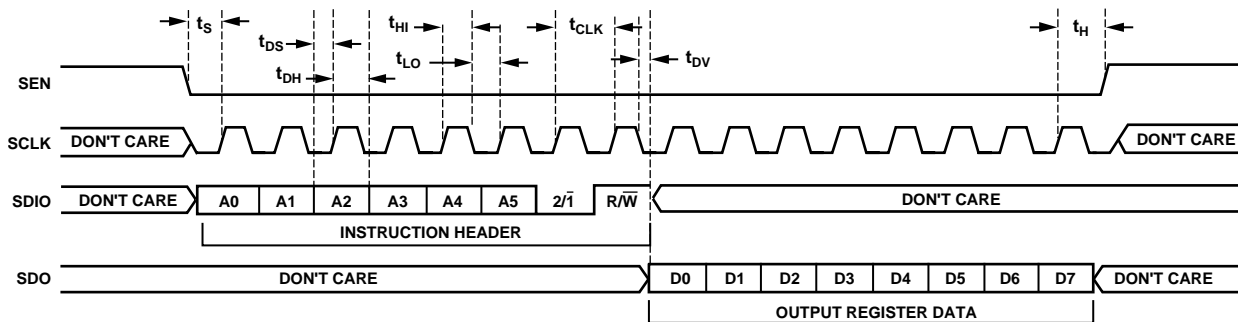 tS
tDS
tDH
tHI
tLO
tCLK
tDV
tH
SEN
SCLK DON'T CARE DON'T CARE
SDIO DON'T CARE A0 A1 A2 A3 A4 A5 2/1̅ R/W̅ DON'T CARE
INSTRUCTION HEADER
SDO DON'T CARE D0 D1 D2 D3 D4 D5 D6 D7 DON'T CARE
OUTPUT REGISTER DATA